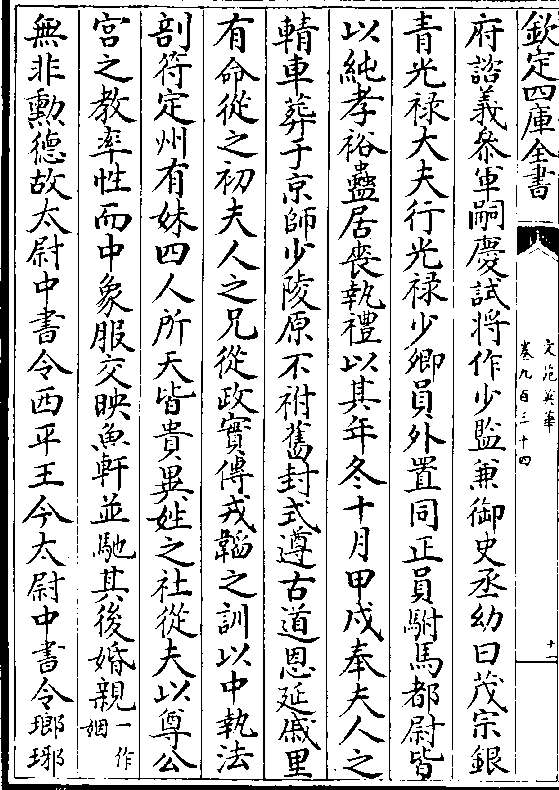 欽定四庫全書
文苑英華
卷九百三十四
十一
府諮義叅軍嗣慶試將作少監兼御史丞幼曰茂宗銀
青光禄大夫行光禄少卿員外置同正員駙馬都尉皆
以純孝裕蠱居喪執禮以其年冬十月甲戌奉夫人之
輤車葬于京師少陵原不祔舊封式遵古道恩延戚里
有命從之初夫人之兄從政實傳戎韜之訓以中執法
剖符定州有妹四人所天皆貴異姓之社從夫以尊公
宫之教率性而中象服交映魚軒並馳其後婚親一作姻
無非勲德故太尉中書令西平王今太尉中書令瑯琊